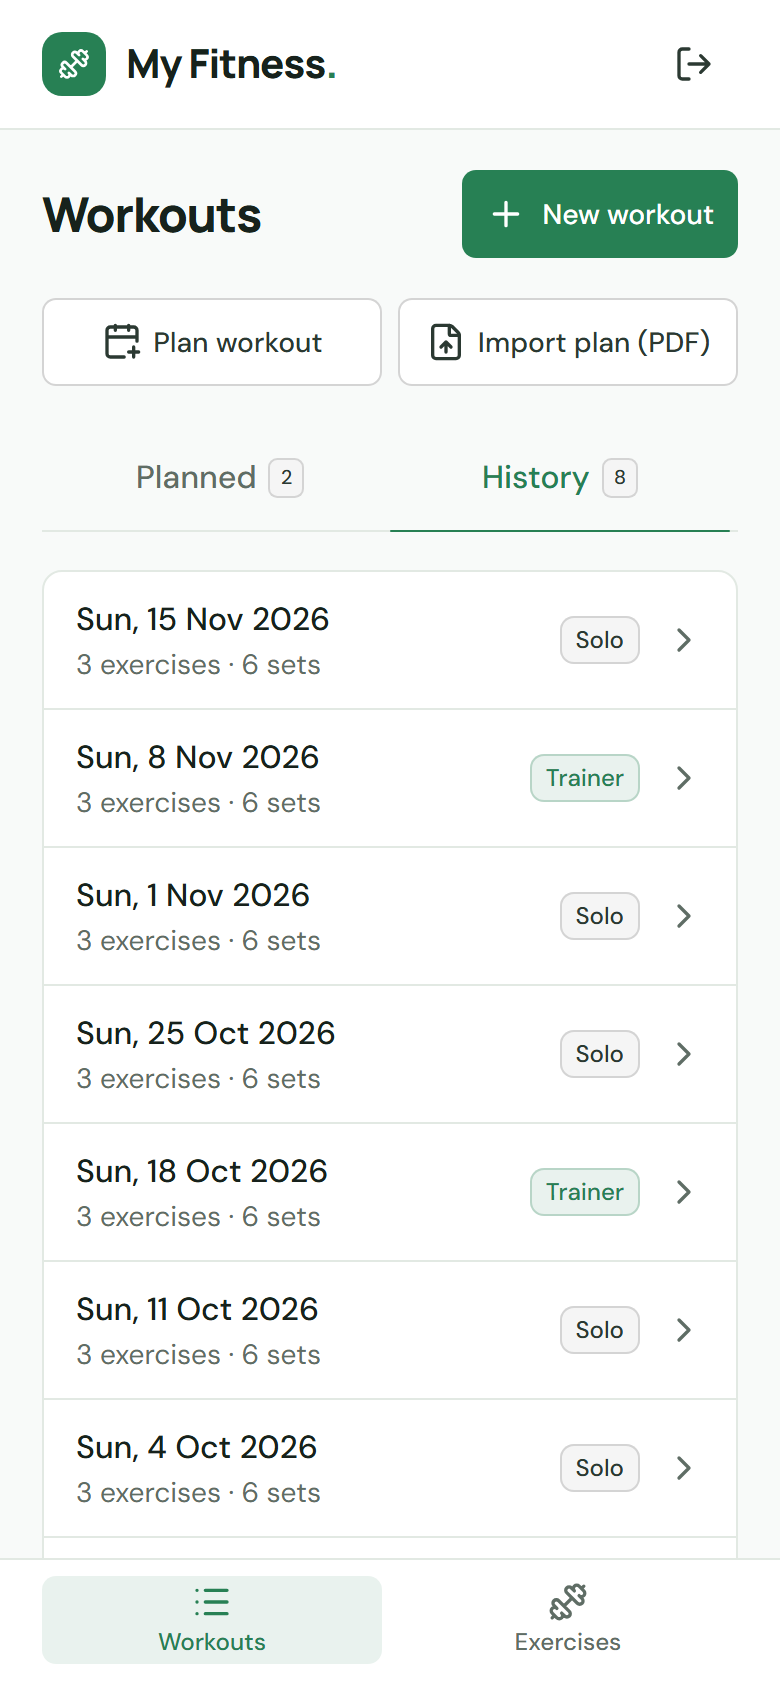 My Fitness.
Workouts
New workout
Plan workout
Import plan (PDF)
Planned 2
History 8
Sun, 15 Nov 2026
3 exercises · 6 sets
Solo
Sun, 8 Nov 2026
3 exercises · 6 sets
Trainer
Sun, 1 Nov 2026
3 exercises · 6 sets
Solo
Sun, 25 Oct 2026
3 exercises · 6 sets
Solo
Sun, 18 Oct 2026
3 exercises · 6 sets
Trainer
Sun, 11 Oct 2026
3 exercises · 6 sets
Solo
Sun, 4 Oct 2026
3 exercises · 6 sets
Solo
Workouts
Exercises